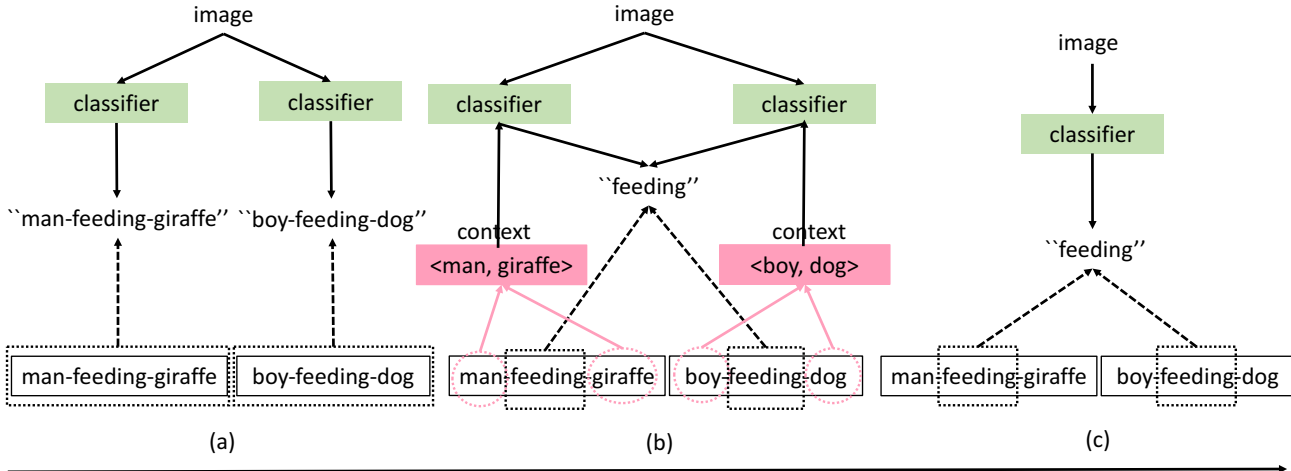 image
classifier
classifier
``man-feeding-giraffe’’
``boy-feeding-dog’’
man-feeding-giraffe
boy-feeding-dog
(a)
image
classifier
classifier
``feeding’’
context
<man, giraffe>
context
<boy, dog>
man-feeding-giraffe
boy-feeding-dog
(b)
image
classifier
``feeding’’
man-feeding-giraffe
boy-feeding-dog
(c)